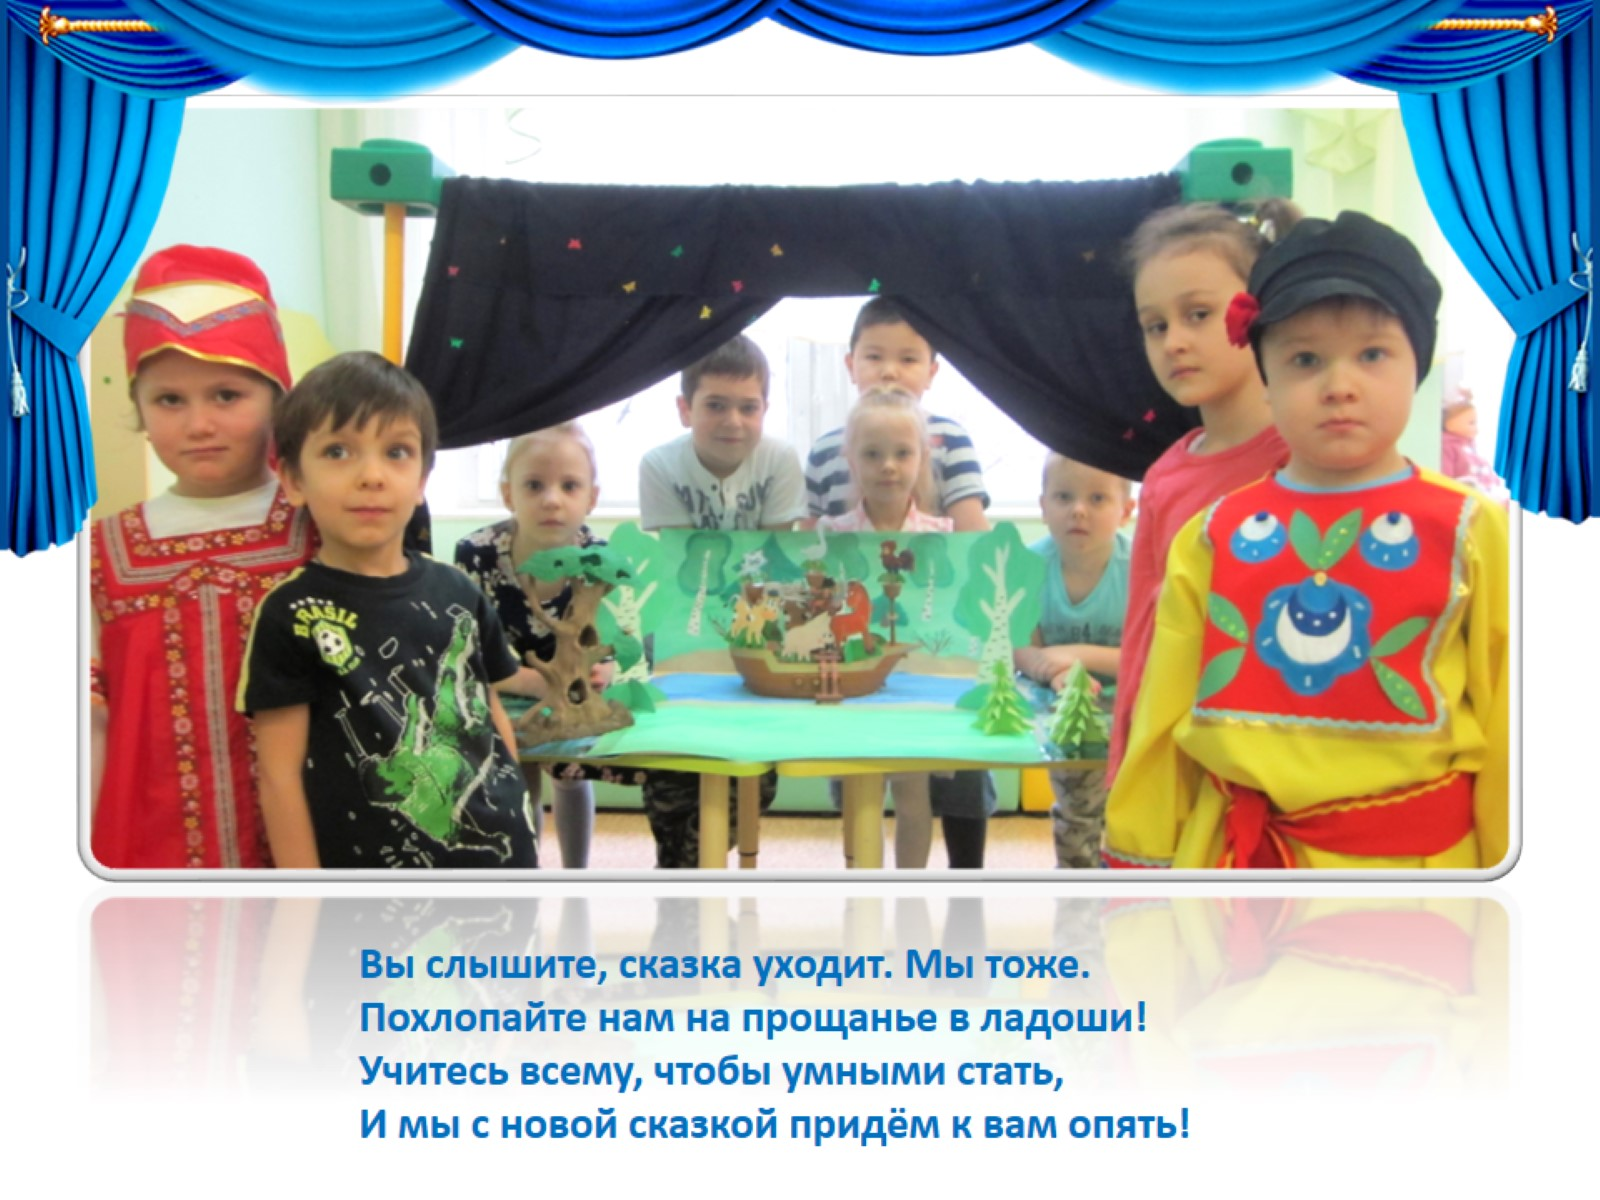 BRASIL
Вы слышите, сказка уходит. Мы тоже.
Похлопайте нам на прощанье в ладоши!
Учитесь всему, чтобы умными стать,
И мы с новой сказкой придём к вам опять!